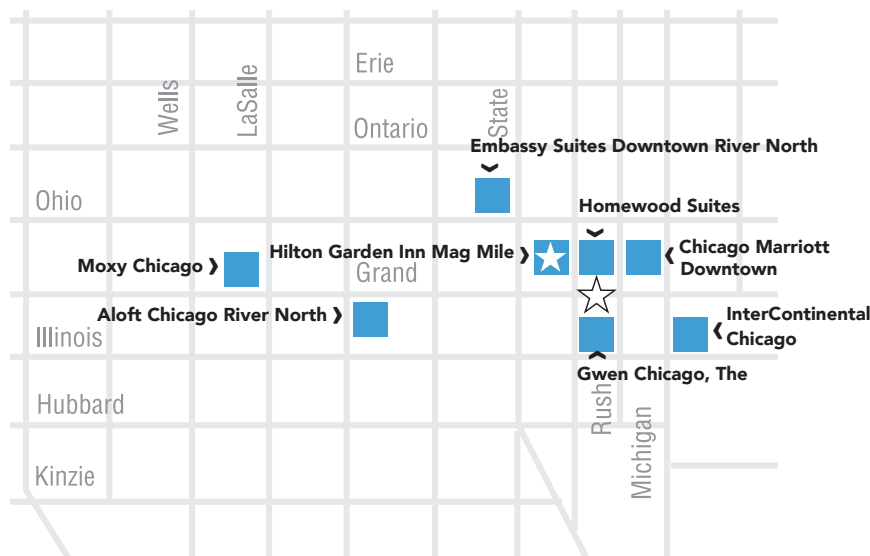 Erie
Wells
LaSalle
Ontario
State
Embassy Suites Downtown River North
Ohio
Homewood Suites
Hilton Garden Inn Mag Mile
Chicago Marriott
Downtown
Moxy Chicago
Grand
Aloft Chicago River North
InterContinental
Chicago
Illinois
Gwen Chicago, The
Hubbard
Rush
Michigan
Kinzie